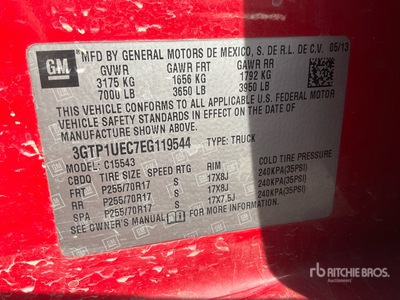 GM
MFD BY GENERAL MOTORS DE MEXICO, S. DE R.L. DE C.V. 05/13
GVWR GAWR FRT GAWR RR
3175 KG 1656 KG 1792 KG
7000 LB 3650 LB 3950 LB
THIS VEHICLE CONFORMS TO ALL APPLICABLE U.S. FEDERAL MOTOR
VEHICLE SAFETY STANDARDS IN EFFECT ON THE DATE OF
MANUFACTURE SHOWN ABOVE.
3GTP1UEC7EG119544 TYPE: TRUCK
MODEL: C15543
CBDO TIRE SIZE SPEED RTG RIM COLD TIRE PRESSURE
FRT P255/70R17 S 17X8J 240KPA(35PSI)
RR P255/70R17 S 17X8J 240KPA(35PSI)
SPA P255/70R17 S 17X7.5J 240KPA(35PSI)
SEE OWNER'S MANUAL
rb RITCHIE BROS.
Auctioneers